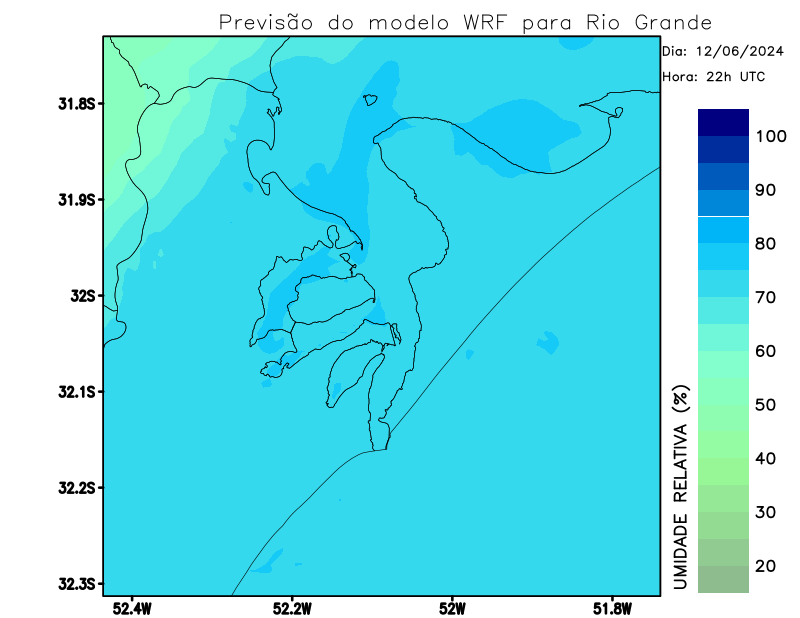 Previsão do modelo WRF para Rio Grande
Dia: 12/06/2024
Hora: 22h UTC
31.8S
31.9S
32S
32.1S
32.2S
32.3S
52.4W
52.2W
52W
51.8W
100
90
80
70
60
50
40
30
20
UMIDADE RELATIVA (%)